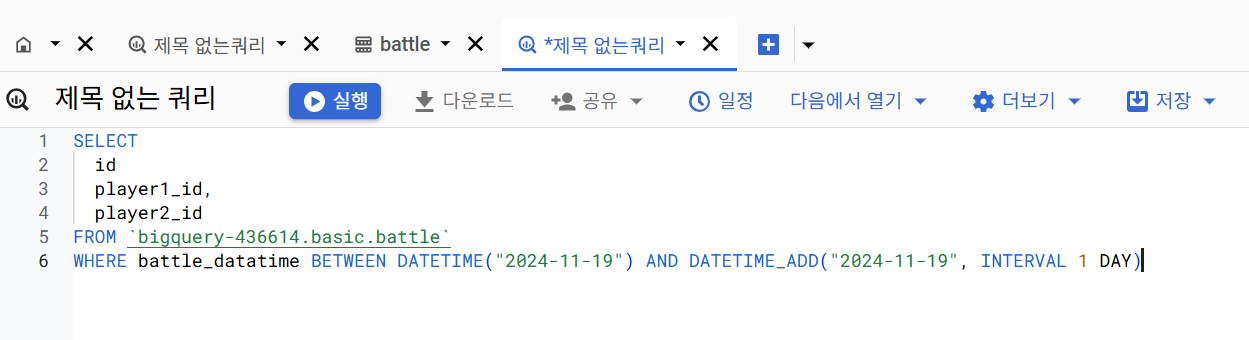 제목 없는쿼리 battle *제목 없는쿼리
제목 없는 쿼리 실행 다운로드 공유 일정 다음에서 열기 더보기 저장
1 SELECT
2 id
3 player1_id,
4 player2_id
5 FROM `bigquery-436614.basic.battle`
6 WHERE battle_datatime BETWEEN DATETIME("2024-11-19") AND DATETIME_ADD("2024-11-19", INTERVAL 1 DAY)